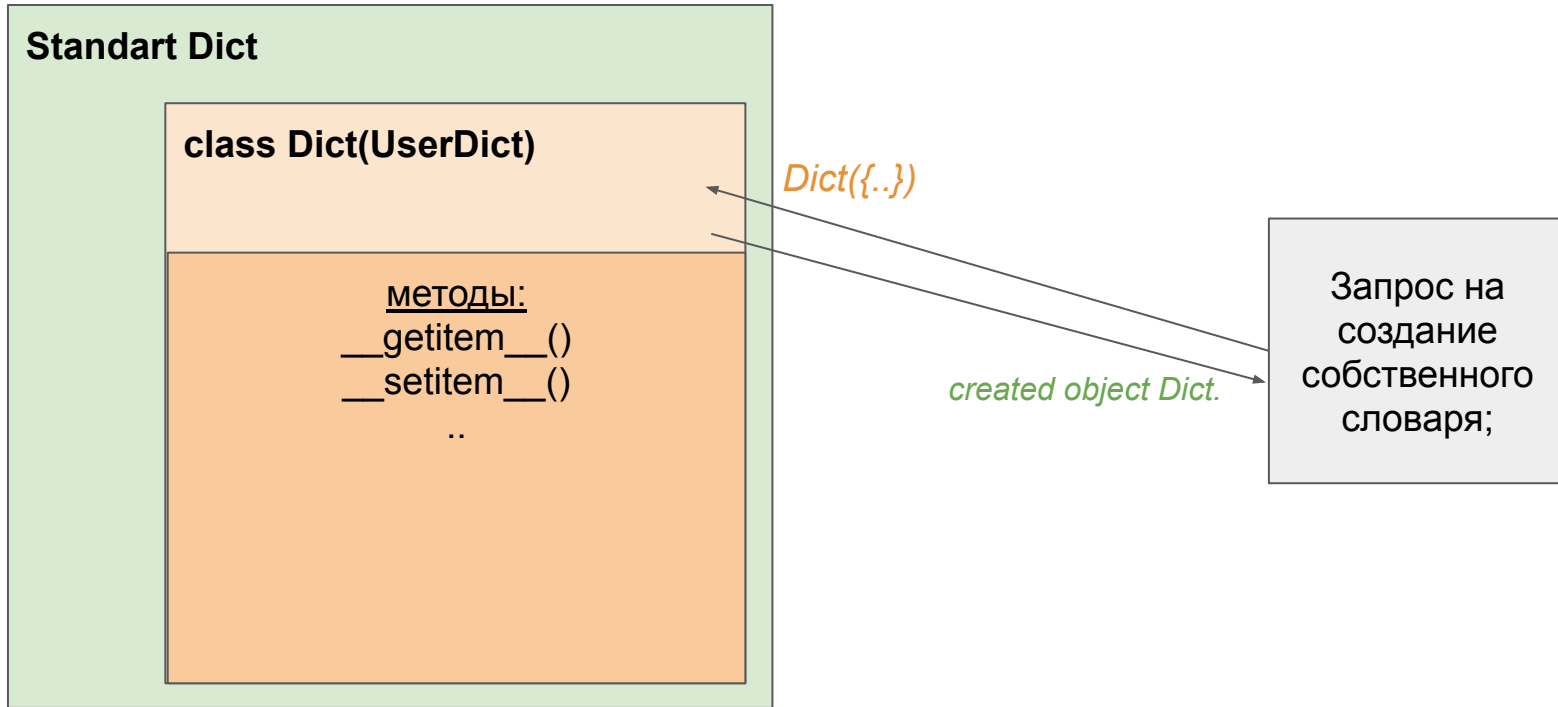 Standart Dict
class Dict(UserDict)
методы:
__getitem__()
__setitem__()
..
Dict({..})
created object Dict.
Запрос на
создание
собственного
словаря;